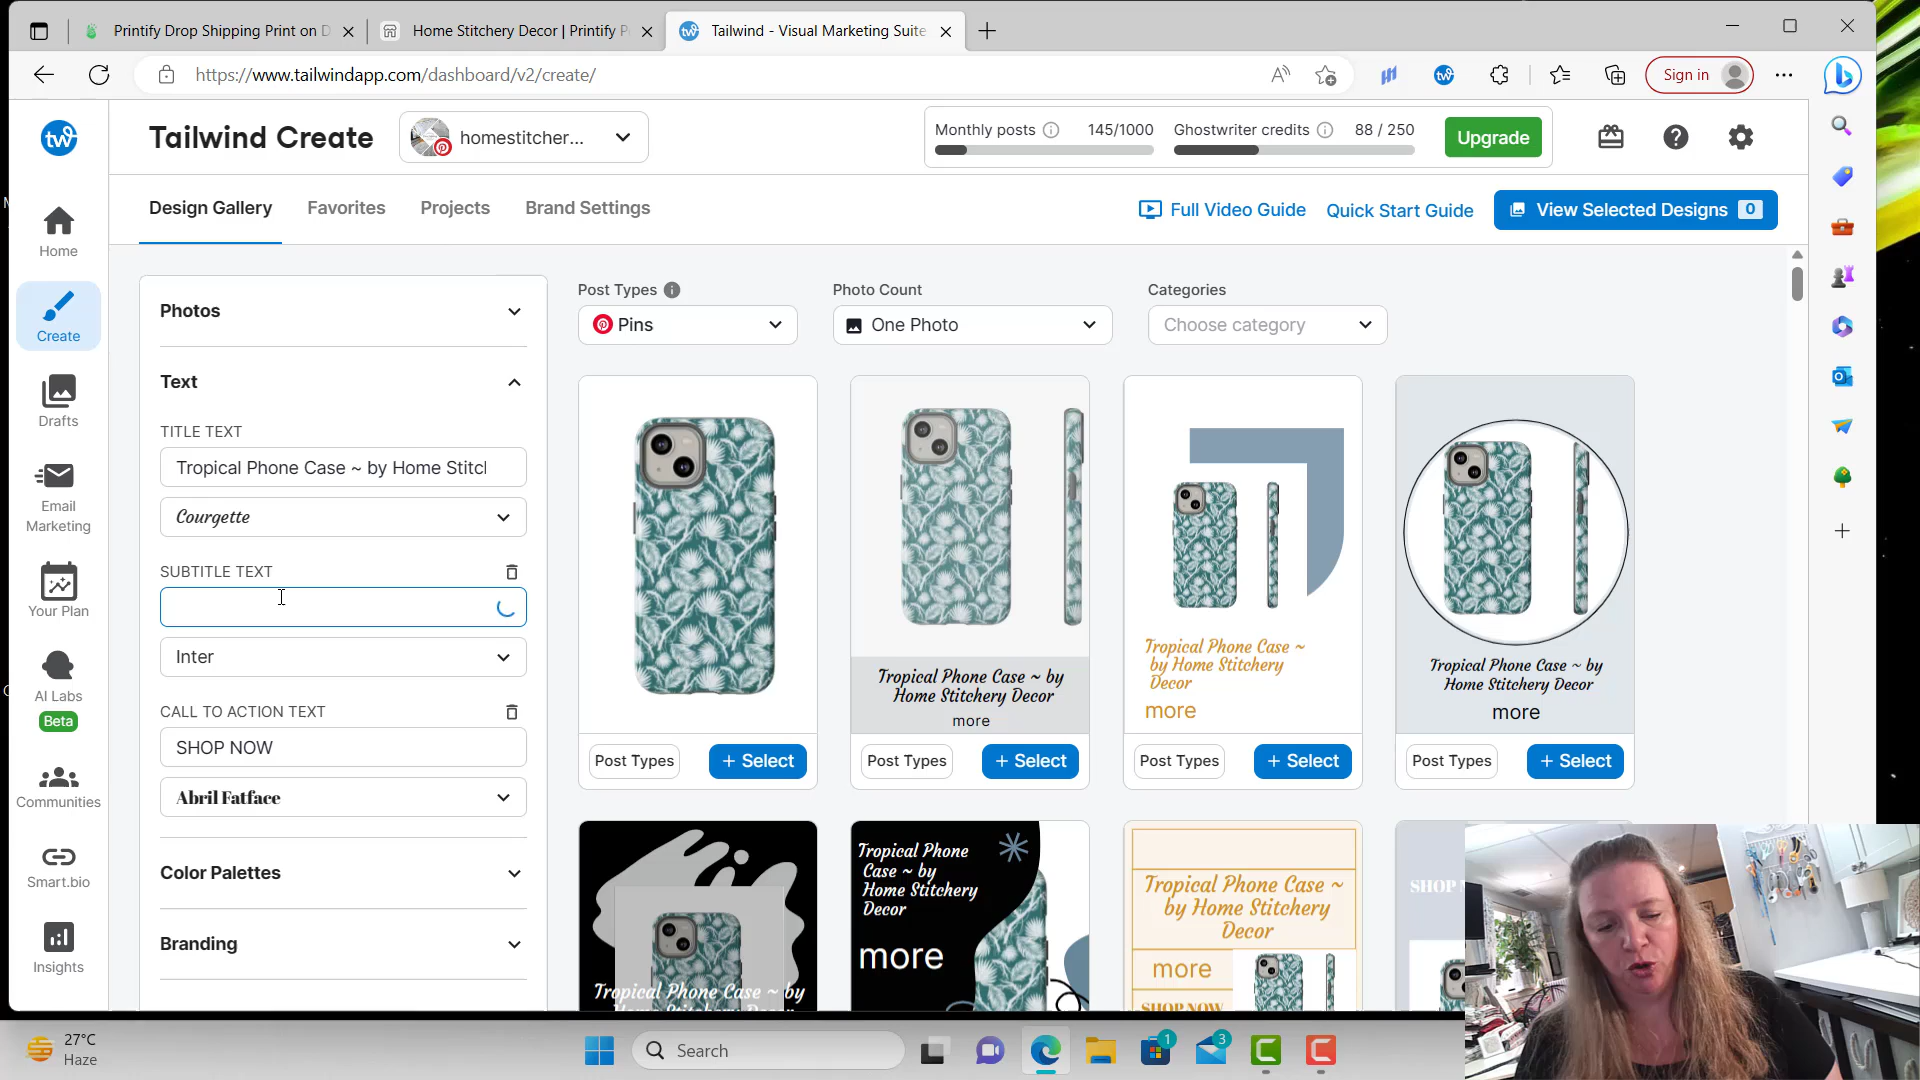 Printify Drop Shipping Print on D
Home Stitchery Decor | Printify P
Tailwind - Visual Marketing Suite
https://www.tailwindapp.com/dashboard/v2/create/
Sign in
Tailwind Create
homestitcher...
Monthly posts 145/1000
Ghostwriter credits 88 / 250
Upgrade
Design Gallery
Favorites
Projects
Brand Settings
Full Video Guide
Quick Start Guide
View Selected Designs 0
Home
Create
Drafts
Email
Marketing
Your Plan
AI Labs
Beta
Communities
Smart.bio
Insights
Photos
Text
TITLE TEXT
Tropical Phone Case ~ by Home Stitcl
Courgette
SUBTITLE TEXT
Inter
CALL TO ACTION TEXT
SHOP NOW
Abril Fatface
Color Palettes
Branding
Post Types
Pins
Photo Count
One Photo
Categories
Choose category
Tropical Phone Case ~ by
Home Stitchery Decor
more
Tropical Phone Case ~
by Home Stitchery
Decor
more
Tropical Phone Case ~ by
Home Stitchery Decor
more
Post Types
+ Select
Post Types
+ Select
Post Types
+ Select
Post Types
+ Select
Tropical Phone Case ~ by
Tropical Phone
Case ~ by
Home Stitchery
Decor
more
Tropical Phone Case ~
by Home Stitchery
Decor
more
SHOP NOW
SHOP
27°C
Haze
Search
1
3